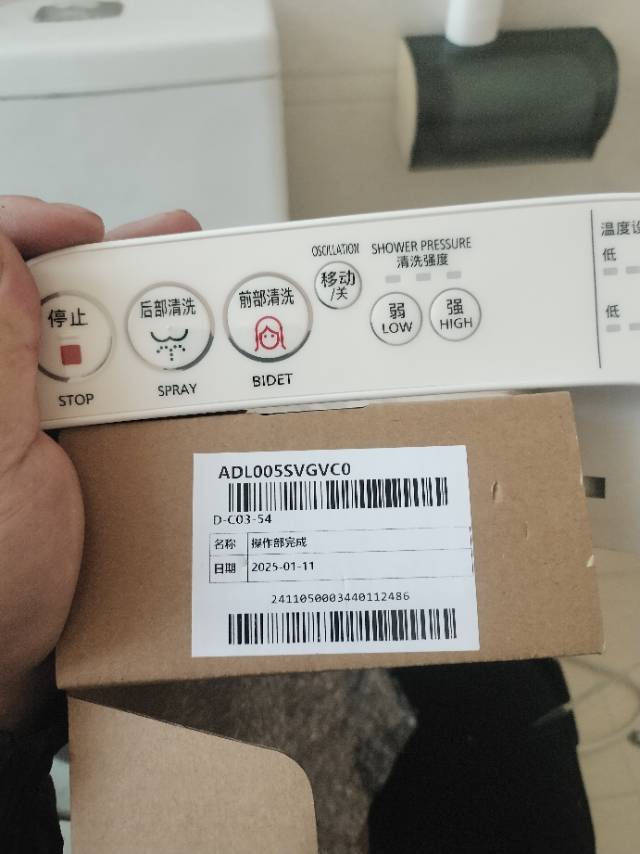 停止
STOP
后部清洗
SPRAY
前部清洗
BIDET
OSCILLATION
移动
/关
SHOWER PRESSURE
清洗强度
弱
LOW
强
HIGH
温度设
低
低
ADL005SVGVC0
D-C03-54
名称 操作部完成
日期 2025-01-11
2411050003440112486